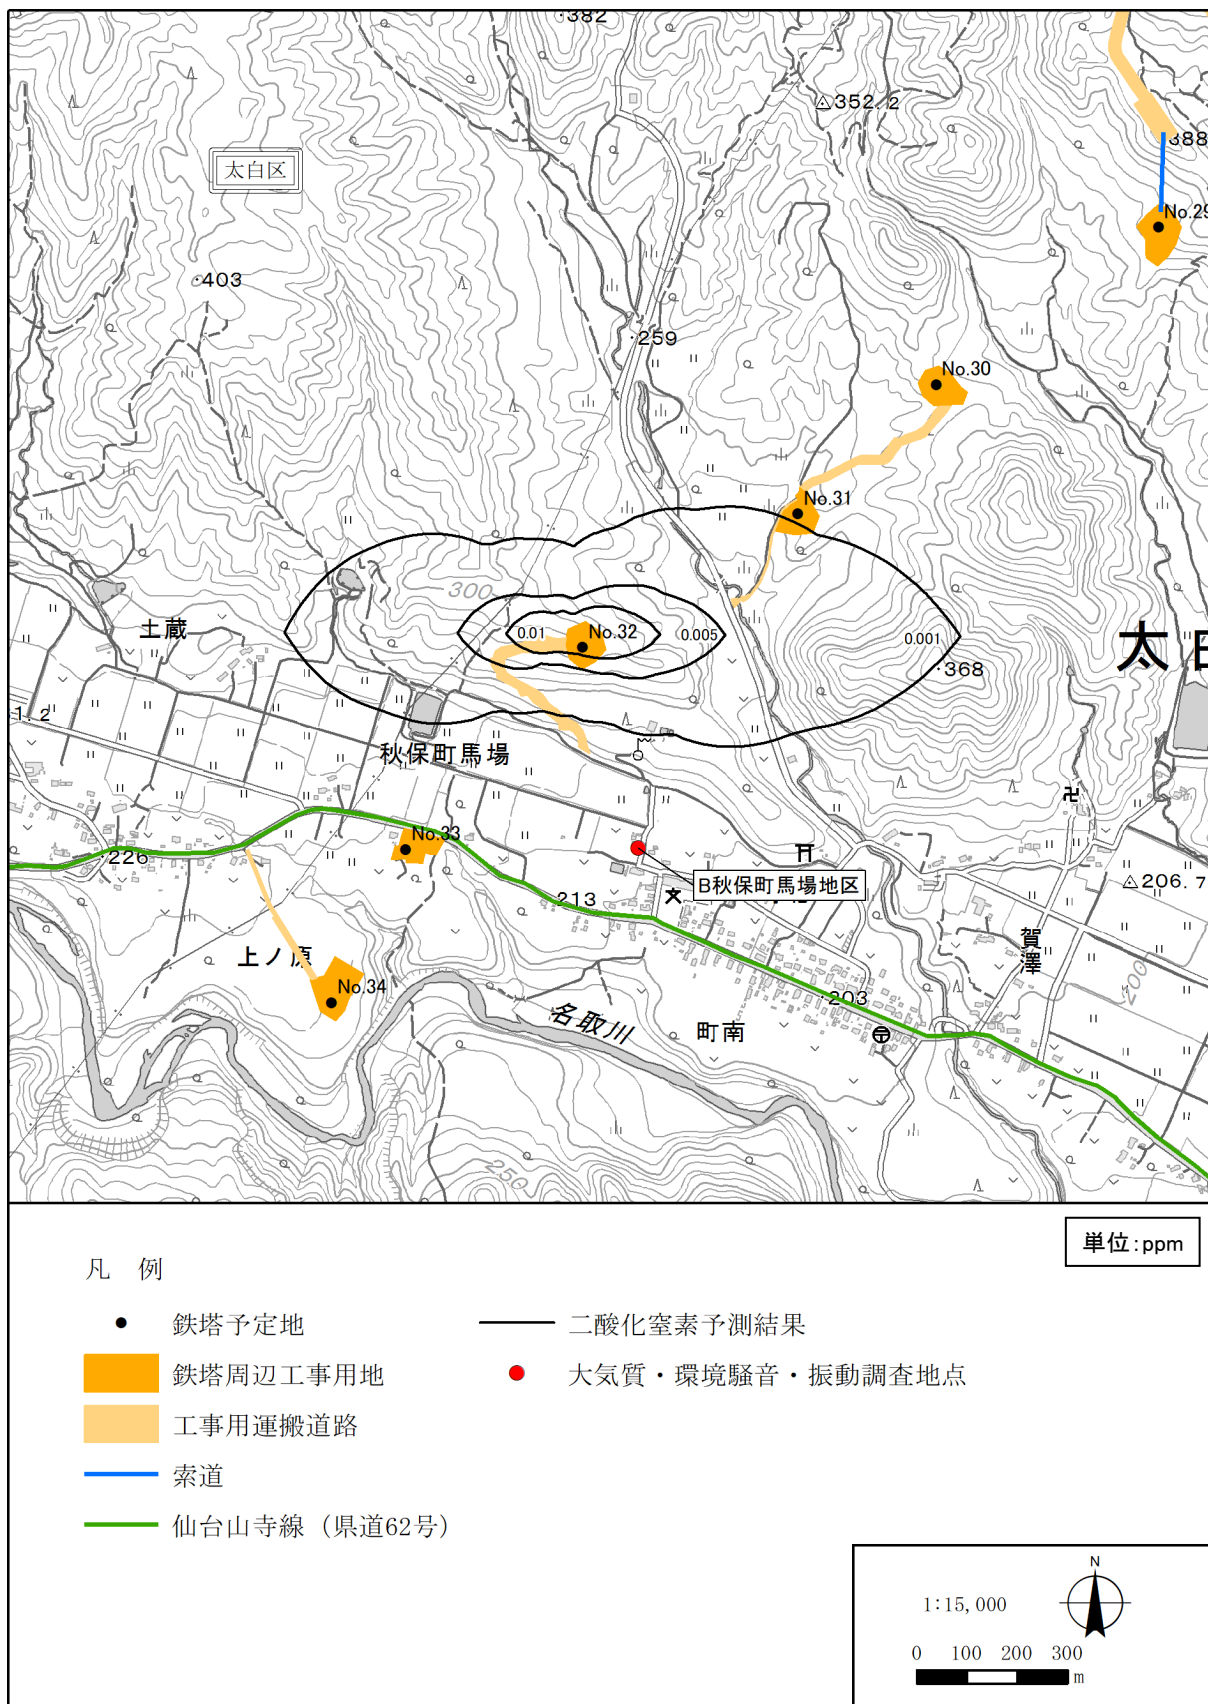 382
352.2
388
太白区
No.29
403
259
No.30
No.31
300
土蔵
0.01
No.32
0.005
0.001
368
太白
1.2
秋保町馬場
No.33
226
B秋保町馬場地区
213
206.7
賀澤
上ノ原
No.34
200
203
名取川
町南
250
単位:ppm
凡 例
鉄塔予定地
二酸化窒素予測結果
鉄塔周辺工事用地
大気質・環境騒音・振動調査地点
工事用運搬道路
索道
仙台山寺線（県道62号）
N
1:15,000
0 100 200 300
m